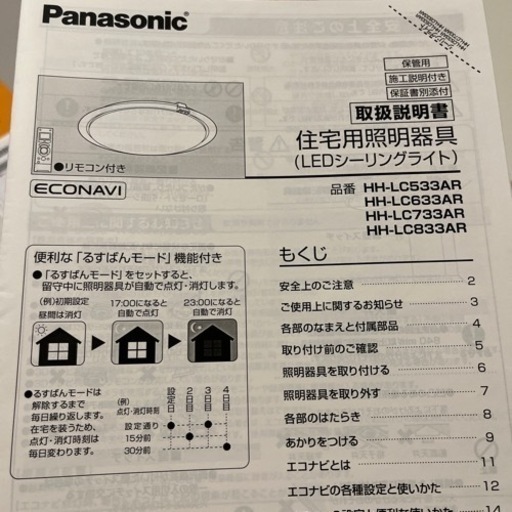 Panasonic
保管用
施工説明付き
保証書別添付
取扱説明書
住宅用照明器具
(LEDシーリングライト)
●リモコン付き
ECONAVI
品番 HH-LC533AR
HH-LC633AR
HH-LC733AR
HH-LC833AR
便利な「るすばんモード」機能付き
●「るすばんモード」をセットすると、
留守中に照明器具が自動で点灯・消灯します。
(例)初期設定
昼間は消灯
17:00になると
自動で点灯
23:00になると
自動で消灯
●るすばんモードは
解除するまで
毎日繰り返します。
在宅を装うため、
点灯・消灯時刻は
毎日変わります。
(例)
点灯・消灯時刻
設定日 2日目 3日目 4日目
設定通り
15分前
30分前
もくじ
安全上のご注意 2
ご使用上に関するお知らせ 3
各部のなまえと付属部品 4
取り付け前のご確認 5
照明器具を取り付ける 6
照明器具を取り外す 7
各部のはたらき 8
あかりをつける 9
エコナビとは 11
エコナビの各種設定と使いかた 12
14